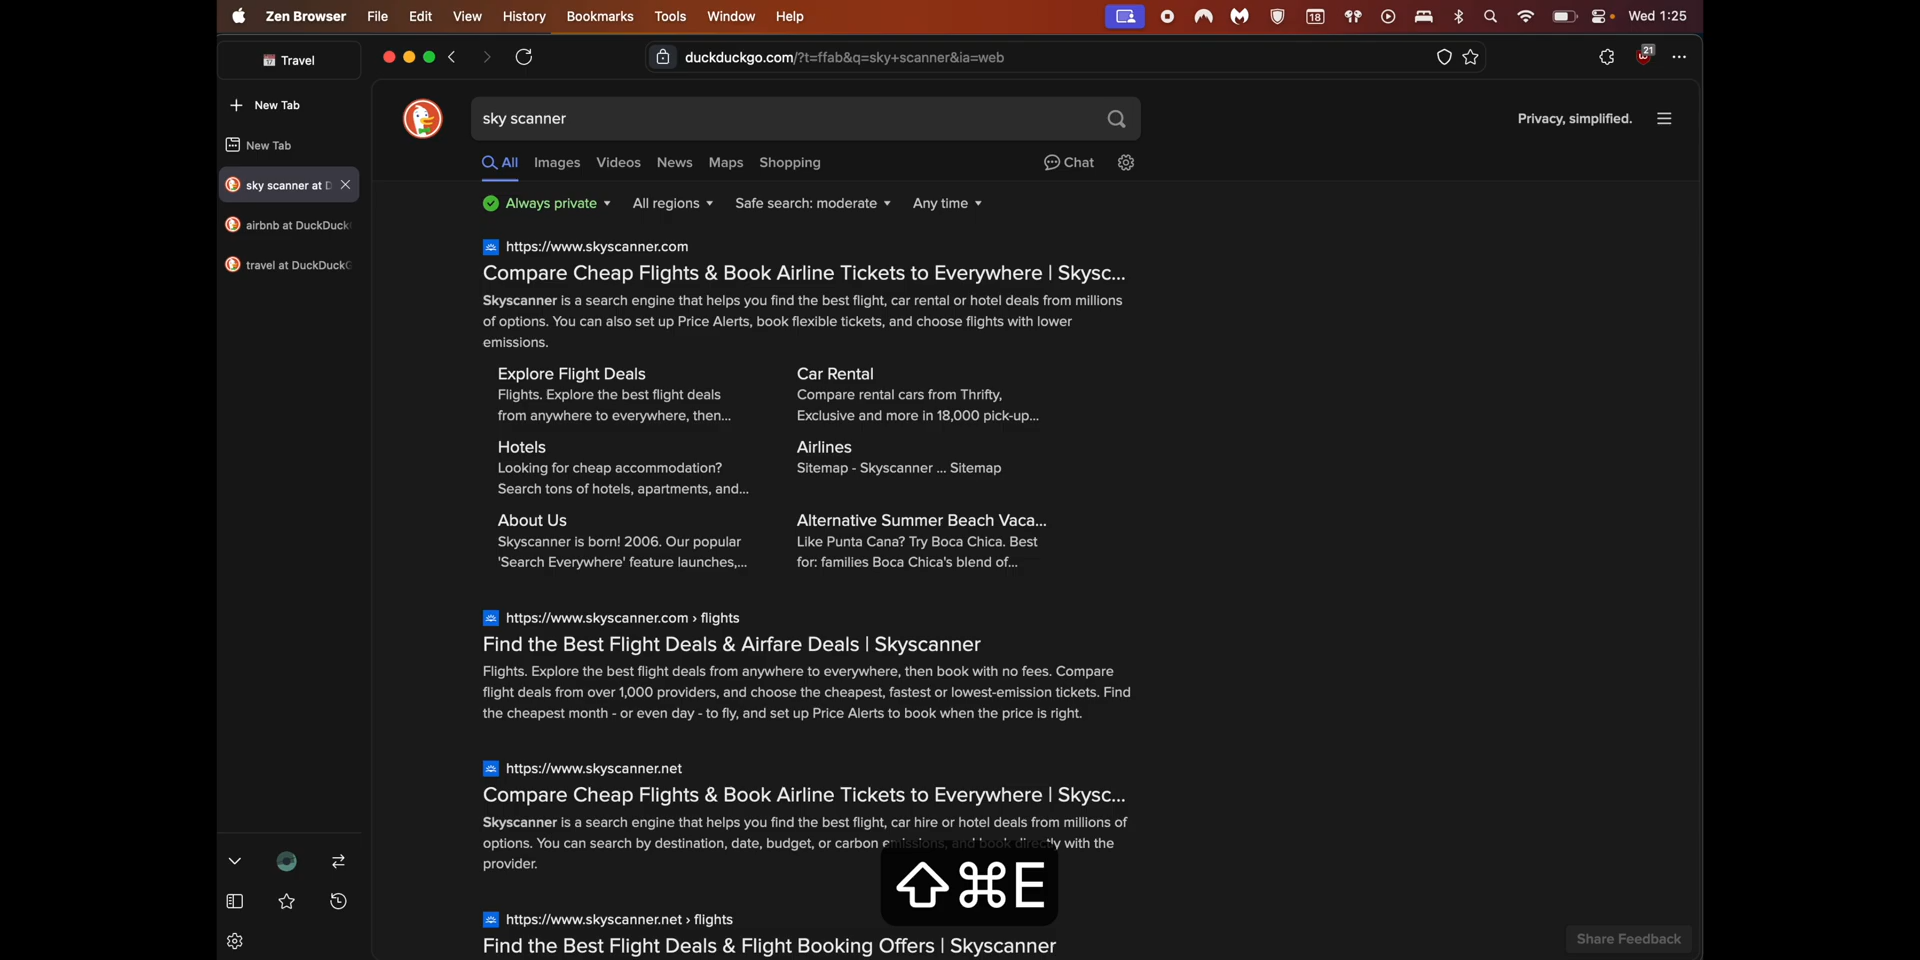 Zen Browser File Edit View History Bookmarks Tools Window Help 18 Wed 1:25
Travel
duckduckgo.com/?t=ffab&q=sky+scanner&ia=web
21
New Tab
New Tab
sky scanner at D
airbnb at DuckDuck
travel at DuckDuckG
sky scanner
Privacy, simplified.
All Images Videos News Maps Shopping Chat
Always private All regions Safe search: moderate Any time
https://www.skyscanner.com
Compare Cheap Flights & Book Airline Tickets to Everywhere | Skysc...
Skyscanner is a search engine that helps you find the best flight, car rental or hotel deals from millions
of options. You can also set up Price Alerts, book flexible tickets, and choose flights with lower
emissions.
Explore Flight Deals
Flights. Explore the best flight deals
from anywhere to everywhere, then...
Car Rental
Compare rental cars from Thrifty,
Exclusive and more in 18,000 pick-up...
Hotels
Looking for cheap accommodation?
Search tons of hotels, apartments, and...
Airlines
Sitemap - Skyscanner ... Sitemap
About Us
Skyscanner is born! 2006. Our popular
'Search Everywhere' feature launches,...
Alternative Summer Beach Vaca...
Like Punta Cana? Try Boca Chica. Best
for: families Boca Chica's blend of...
https://www.skyscanner.com › flights
Find the Best Flight Deals & Airfare Deals | Skyscanner
Flights. Explore the best flight deals from anywhere to everywhere, then book with no fees. Compare
flight deals from over 1,000 providers, and choose the cheapest, fastest or lowest-emission tickets. Find
the cheapest month - or even day - to fly, and set up Price Alerts to book when the price is right.
https://www.skyscanner.net
Compare Cheap Flights & Book Airline Tickets to Everywhere | Skysc...
Skyscanner is a search engine that helps you find the best flight, car hire or hotel deals from millions of
options. You can search by destination, date, budget, or carbon emissions, and book directly with the
provider.
⇧⌘E
https://www.skyscanner.net › flights
Find the Best Flight Deals & Flight Booking Offers | Skyscanner
Share Feedback